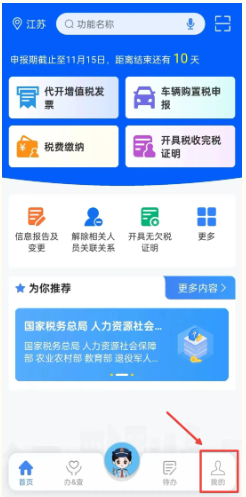 江苏
功能名称
申报期截止至11月15日，距离结束还有 10 天
代开增值税发
票
车辆购置税申
报
税费缴纳
开具税收完税
证明
信息报告及
变更
解除相关人
员关联关系
开具无欠税
证明
更多
为你推荐
更多内容 >
国家税务总局 人力资源社会...
国家税务总局 人力资源社会保障
部 农业农村部 教育部 退役军人...
首页
办&查
待办
我的